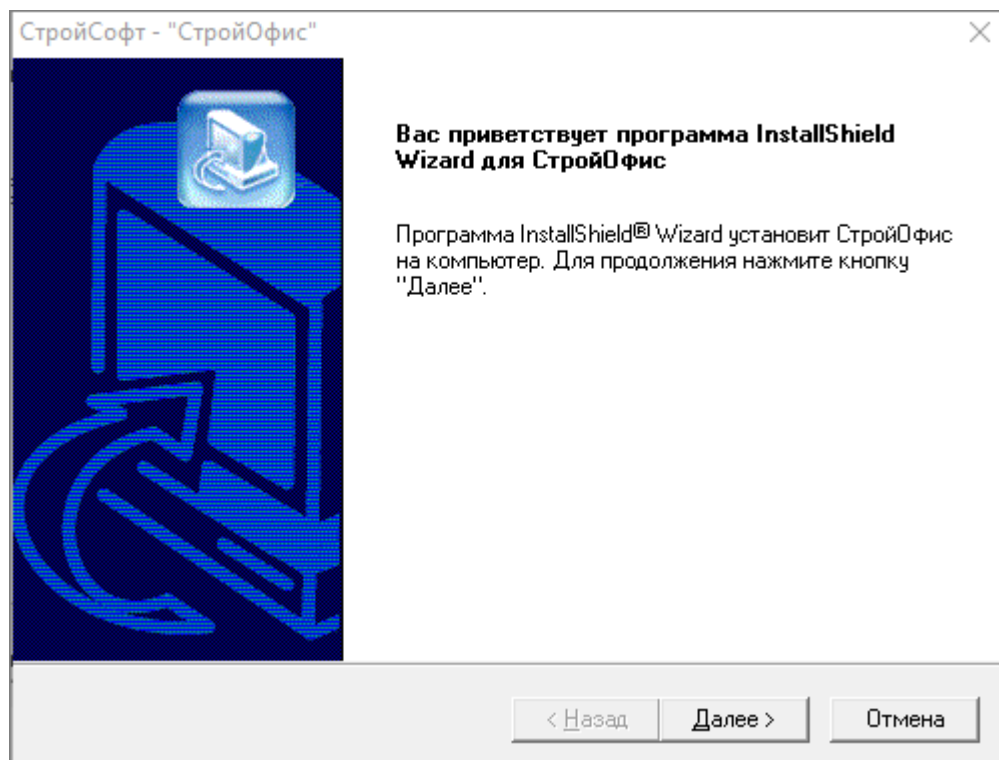 СтройСофт - "СтройОфис"
Вас приветствует программа InstallShield
Wizard для СтройОфис
Программа InstallShield® Wizard установит СтройОфис
на компьютер. Для продолжения нажмите кнопку
"Далее".
< Назад
Далее >
Отмена